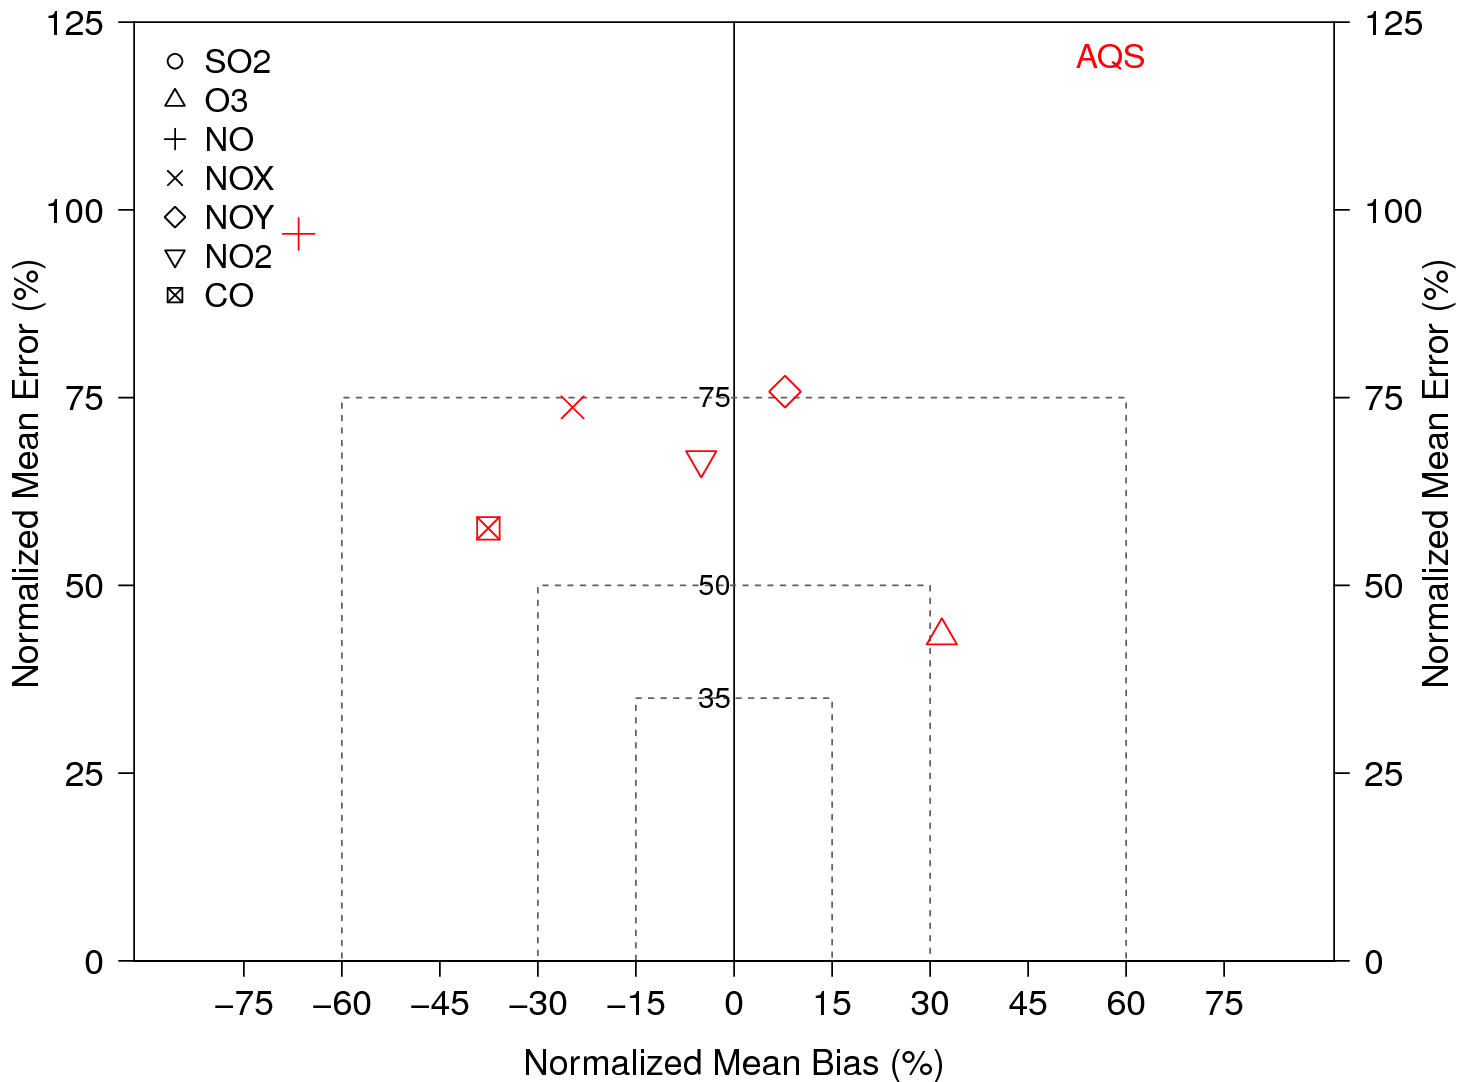 125
125
SO2
AQS
O3
NO
NOX
100
100
NOY
NO2
CO
Normalized Mean Error (%)
Normalized Mean Error (%)
75
75
75
50
50
50
35
25
25
0
0
−75 −60 −45 −30 −15 0 15 30 45 60 75
Normalized Mean Bias (%)